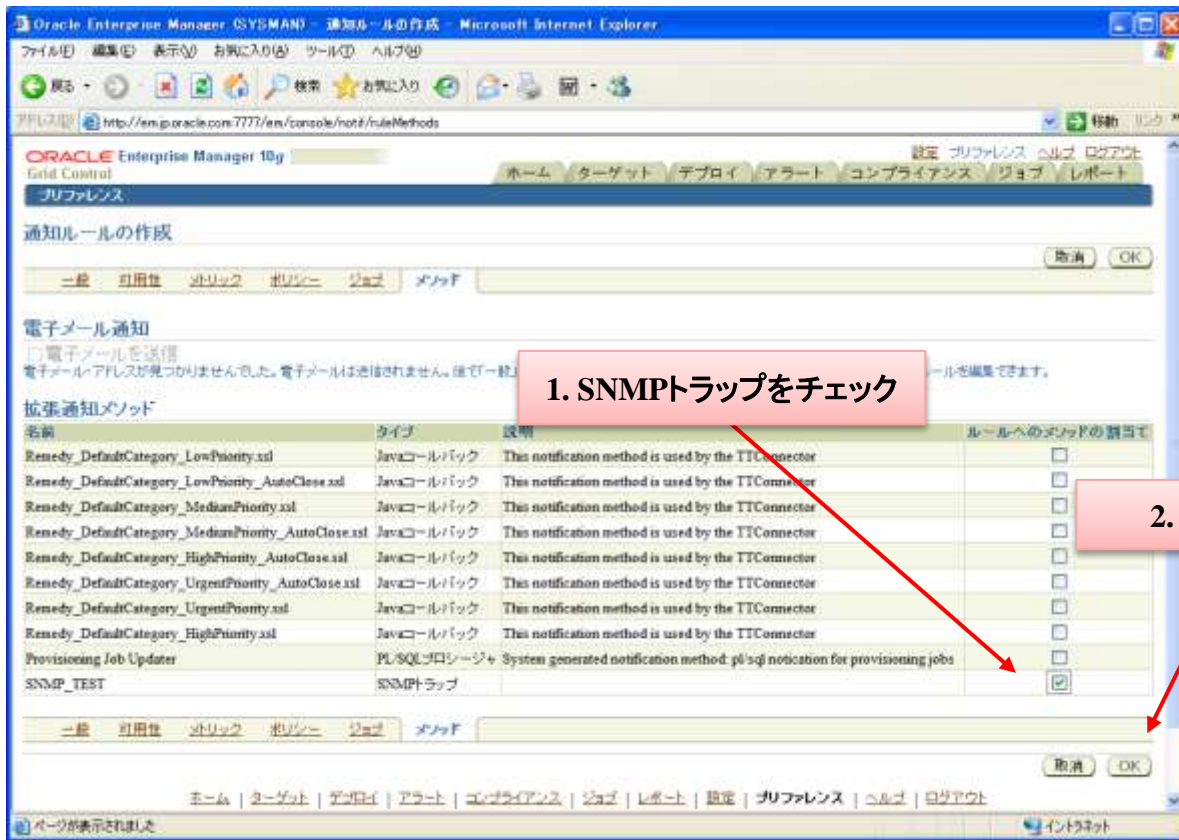 Oracle Enterprise Manager (SYSMAN) - 通知ルールの作成 - Microsoft Internet Explorer
ファイル(F) 編集(E) 表示(V) お気に入り(A) ツール(T) ヘルプ(H)
戻る 検索 お気に入り
アドレス(D) http://em.jp.oracle.com:7777/em/console/notif/ruleMethods 移動 リンク
ORACLE Enterprise Manager 10g
Grid Control
設定 プリファレンス ヘルプ ログアウト
ホーム ターゲット デプロイ アラート コンプライアンス ジョブ レポート
プリファレンス
通知ルールの作成
取消 OK
一般 可用性 メトリック ポリシー ジョブ メソッド
電子メール通知
電子メールを送信
電子メール・アドレスが見つかりませんでした。電子メールは送信されません。後で「一般」 ールを編集できます。
1. SNMPトラップをチェック
拡張通知メソッド
名前 タイプ 説明 ルールへのメソッドの割当て
Remedy_DefaultCategory_LowPriority.xsl Javaコールバック This notification method is used by the TTConnector
Remedy_DefaultCategory_LowPriority_AutoClose.xsl Javaコールバック This notification method is used by the TTConnector
Remedy_DefaultCategory_MediumPriority.xsl Javaコールバック This notification method is used by the TTConnector
2.
Remedy_DefaultCategory_MediumPriority_AutoClose.xsl Javaコールバック This notification method is used by the TTConnector
Remedy_DefaultCategory_HighPriority_AutoClose.xsl Javaコールバック This notification method is used by the TTConnector
Remedy_DefaultCategory_UrgentPriority_AutoClose.xsl Javaコールバック This notification method is used by the TTConnector
Remedy_DefaultCategory_UrgentPriority.xsl Javaコールバック This notification method is used by the TTConnector
Remedy_DefaultCategory_HighPriority.xsl Javaコールバック This notification method is used by the TTConnector
Provisioning Job Updater PL/SQLプロシージャ System generated notification method: pl/sql notication for provisioning jobs
SNMP_TEST SNMPトラップ
一般 可用性 メトリック ポリシー ジョブ メソッド
取消 OK
ホーム | ターゲット | デプロイ | アラート | コンプライアンス | ジョブ | レポート | 設定 | プリファレンス | ヘルプ | ログアウト
ページが表示されました イントラネット